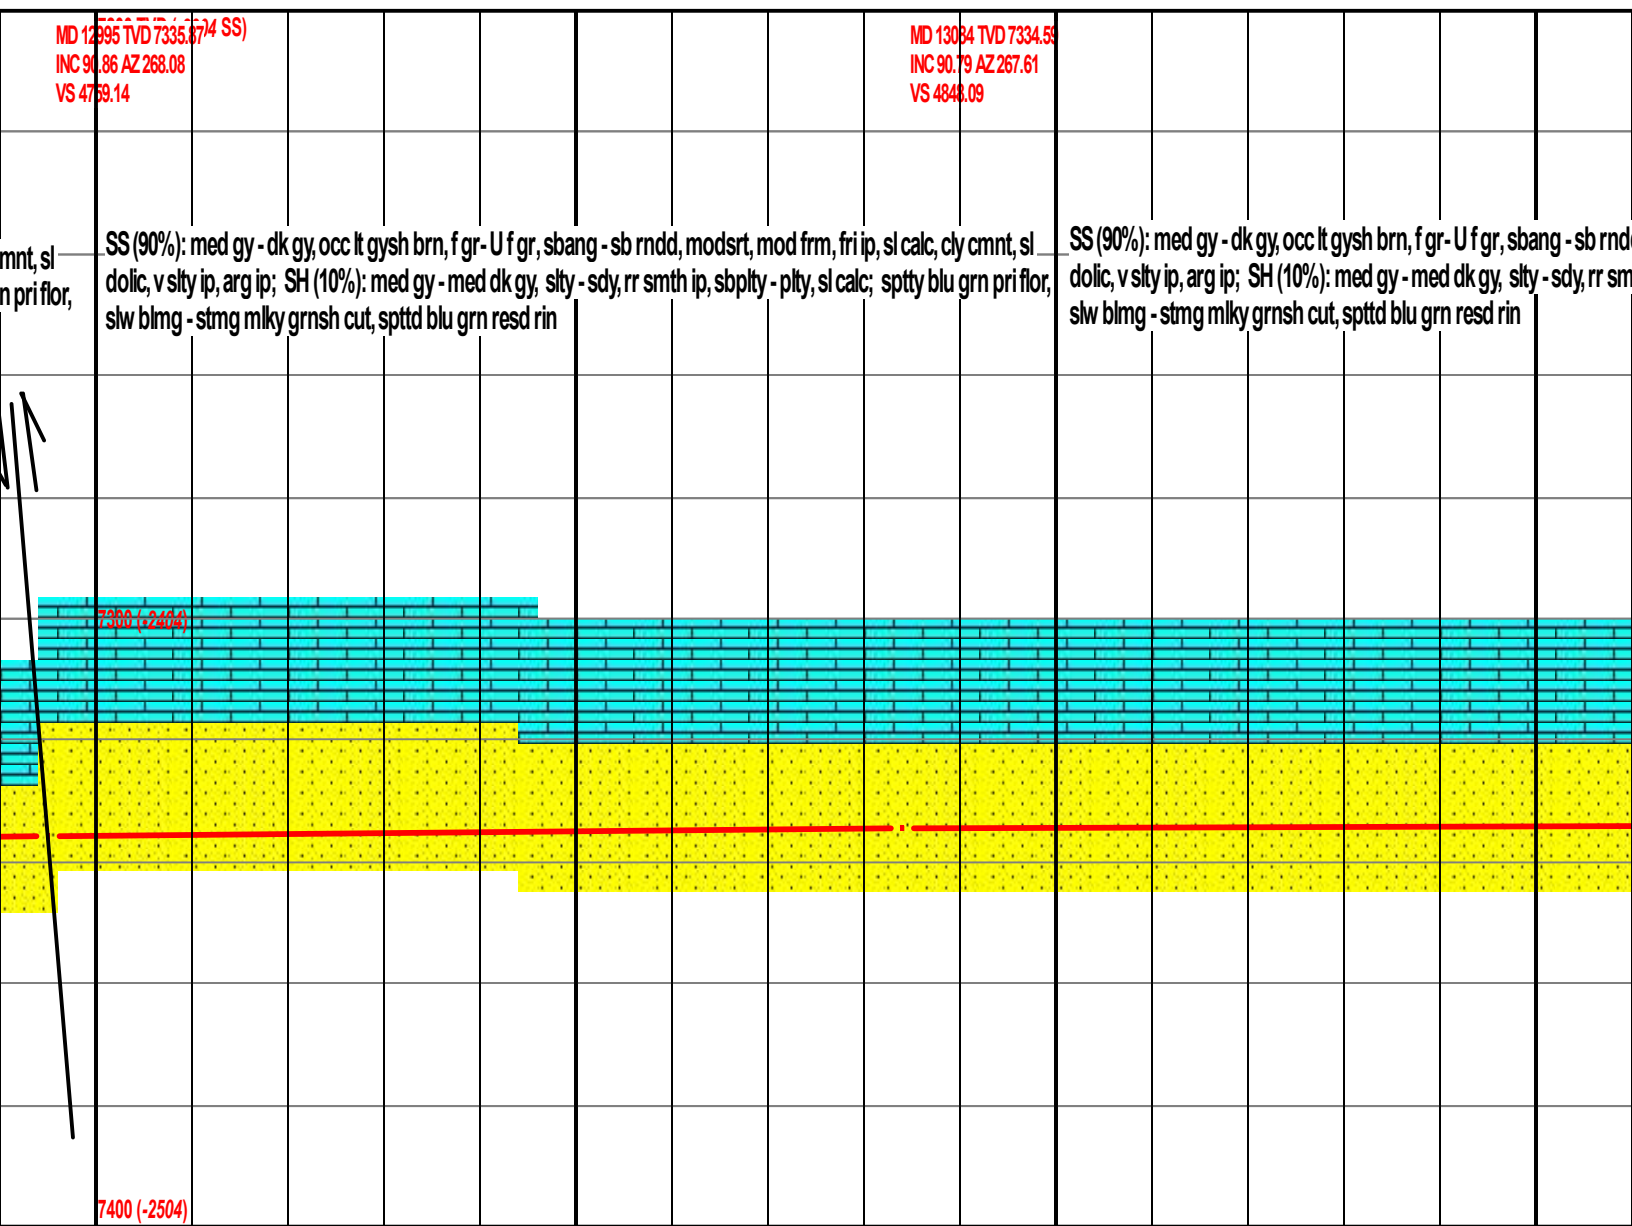 MD 12995 TVD 7335.87
INC 90.86 AZ 268.08
VS 4759.14
MD 13084 TVD 7334.59
INC 90.79 AZ 267.61
VS 4848.09
mnt, sl
n pri flor,
SS (90%): med gy - dk gy, occ lt gysh brn, f gr- U f gr, sbang - sb rndd, modsrt, mod frm, fri ip, sl calc, cly cmnt, sl
dolic, v slty ip, arg ip; SH (10%): med gy - med dk gy, slty - sdy, rr smth ip, sbplty - plty, sl calc; sptty blu grn pri flor,
slw blmg - stmg mlky grnsh cut, spttd blu grn resd rin
SS (90%): med gy - dk gy, occ lt gysh brn, f gr- U f gr, sbang - sb rnd
dolic, v slty ip, arg ip; SH (10%): med gy - med dk gy, slty - sdy, rr sm
slw blmg - stmg mlky grnsh cut, spttd blu grn resd rin
7300 (-2404)
7400 (-2504)